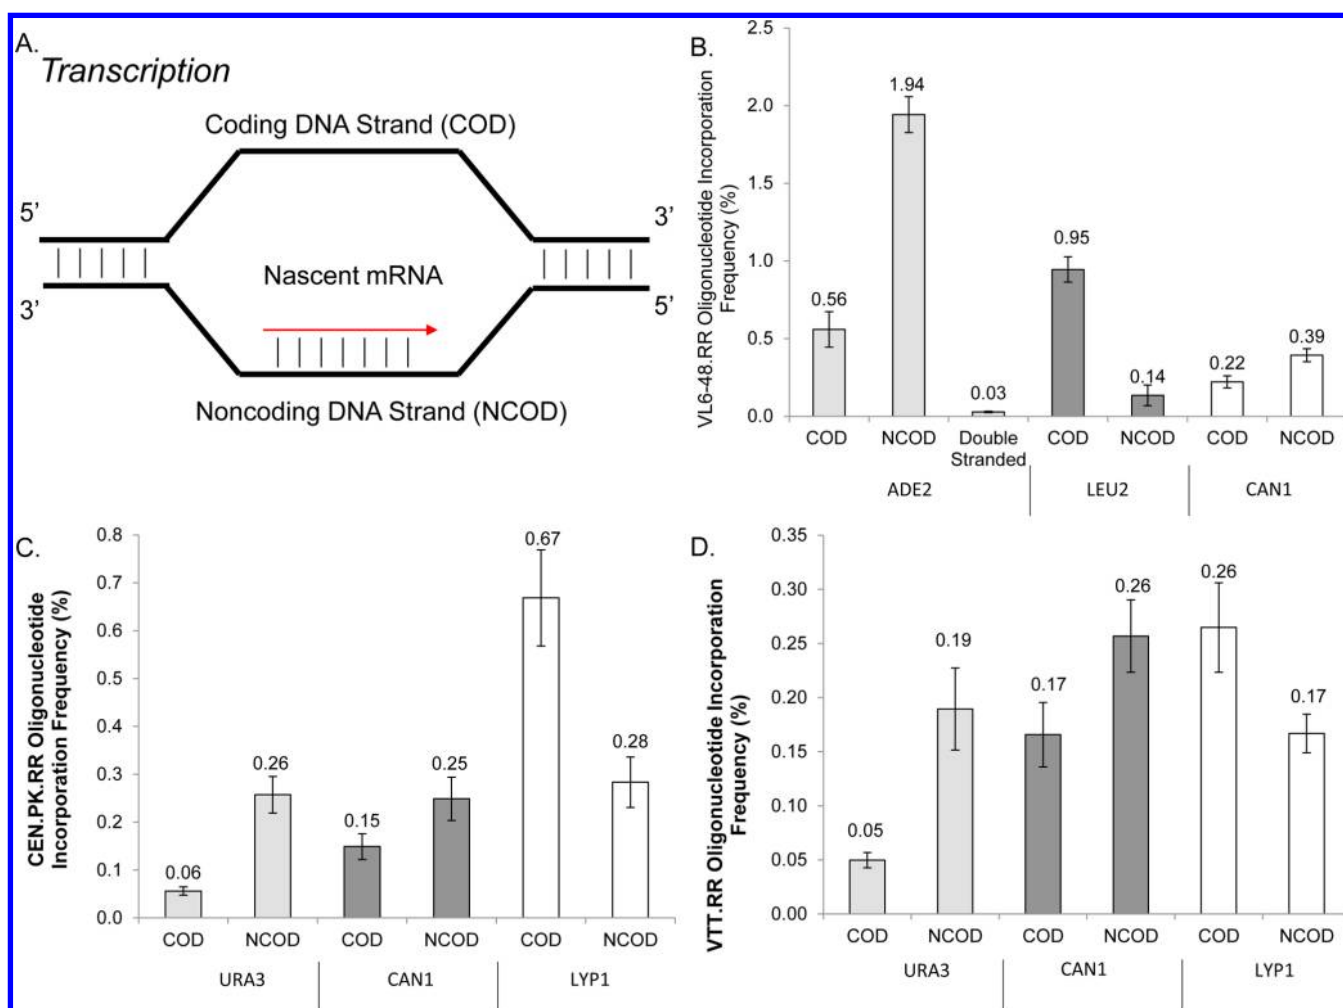 A.
Transcription
Coding DNA Strand (COD)
5’
3’
Nascent mRNA
3’
5’
Noncoding DNA Strand (NCOD)
B.
VL6-48.RR Oligonucleotide Incorporation
Frequency (%)
2.5
2.0
1.5
1.0
0.5
0.0
0.56
1.94
0.03
0.95
0.14
0.22
0.39
COD
NCOD
Double
Stranded
COD
NCOD
COD
NCOD
ADE2
LEU2
CAN1
C.
CEN.PK.RR Oligonucleotide
Incorporation Frequency (%)
0.8
0.7
0.6
0.5
0.4
0.3
0.2
0.1
0.0
0.06
0.26
0.15
0.25
0.67
0.28
COD
NCOD
COD
NCOD
COD
NCOD
URA3
CAN1
LYP1
D.
VTT.RR Oligonucleotide Incorporation
Frequency (%)
0.35
0.30
0.25
0.20
0.15
0.10
0.05
0.00
0.05
0.19
0.17
0.26
0.26
0.17
COD
NCOD
COD
NCOD
COD
NCOD
URA3
CAN1
LYP1